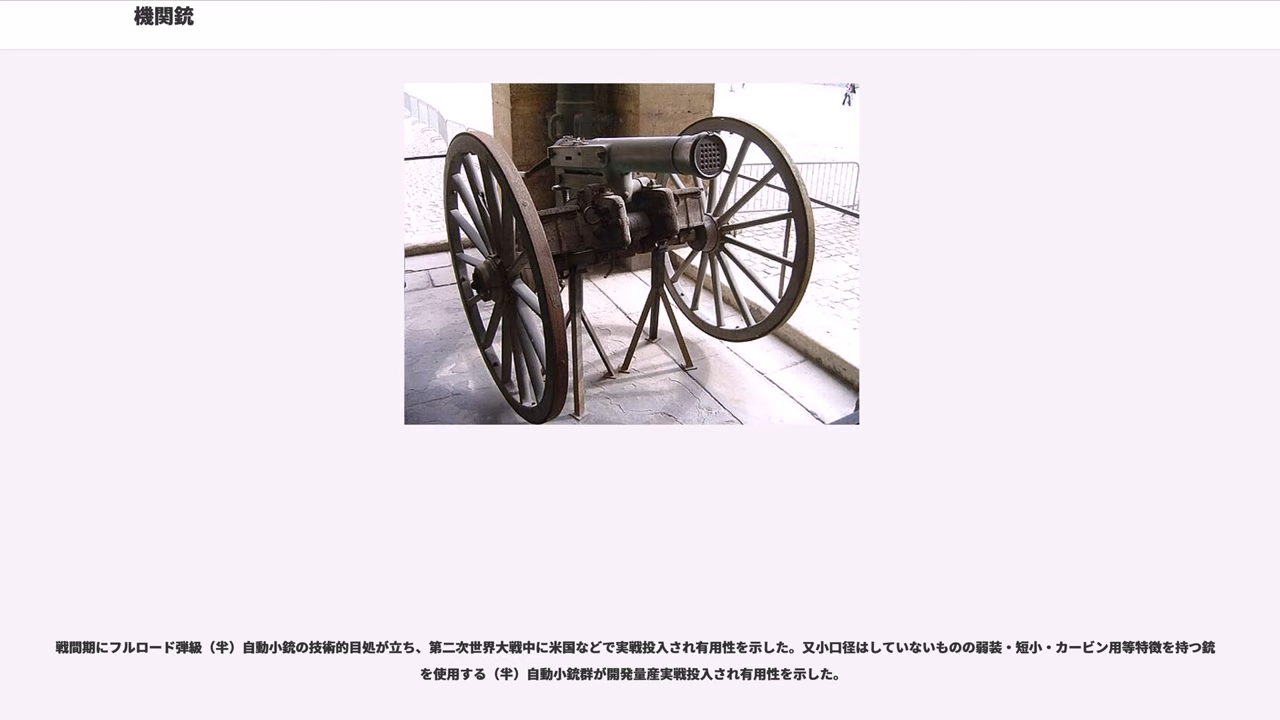 機関銃
戦間期にフルロード弾級（半）自動小銃の技術的目処が立ち、第二次世界大戦中に米国などで実戦投入され有用性を示した。又小口径はしていないものの弱装・短小・カービン用等特徴を持つ銃
を使用する（半）自動小銃群が開発量産実戦投入され有用性を示した。